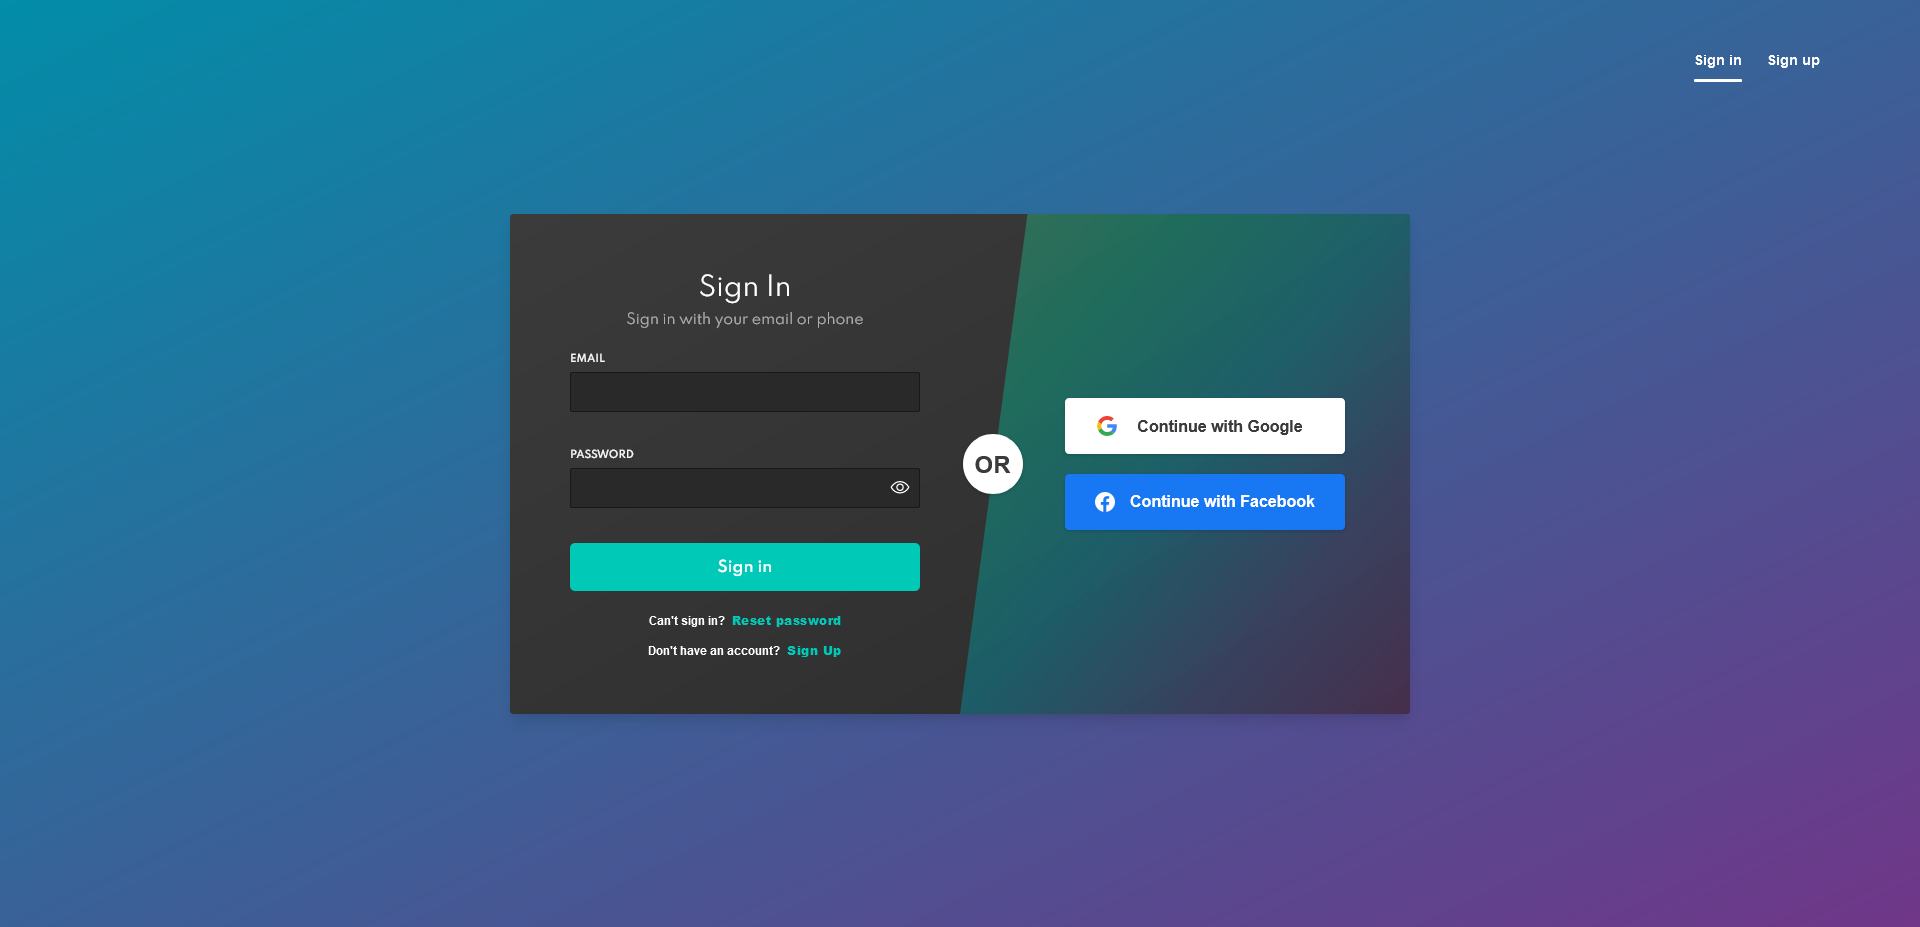 Sign in
Sign up
Sign In
Sign in with your email or phone
EMAIL
PASSWORD
Sign in
Can't sign in? Reset password
Don't have an account? Sign Up
OR
Continue with Google
Continue with Facebook